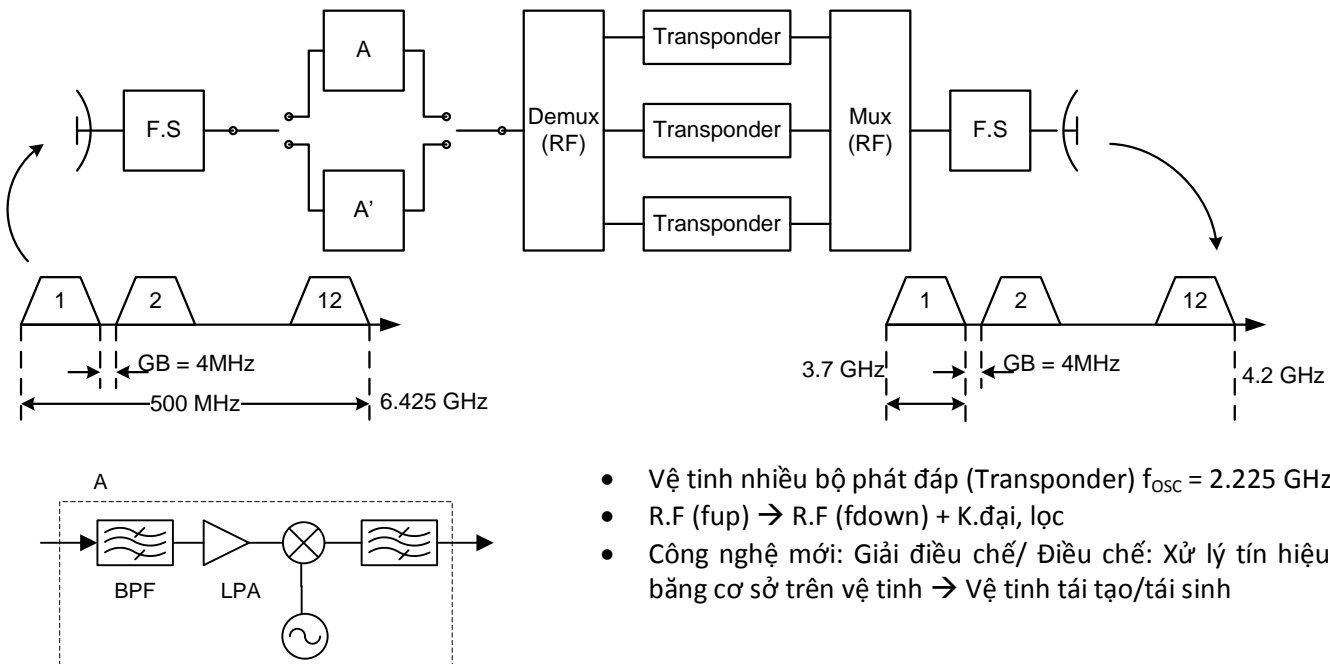 A
Transponder
F.S
Demux
(RF)
Transponder
Mux
(RF)
F.S
A'
Transponder
1
2
12
GB = 4MHz
500 MHz
6.425 GHz
1
2
12
3.7 GHz
GB = 4MHz
4.2 GHz
A
BPF
LPA
• Vệ tinh nhiều bộ phát đáp (Transponder) fOSC = 2.225 GHz
• R.F (fup) → R.F (fdown) + K.đại, lọc
• Công nghệ mới: Giải điều chế/ Điều chế: Xử lý tín hiệu
băng cơ sở trên vệ tinh → Vệ tinh tái tạo/tái sinh